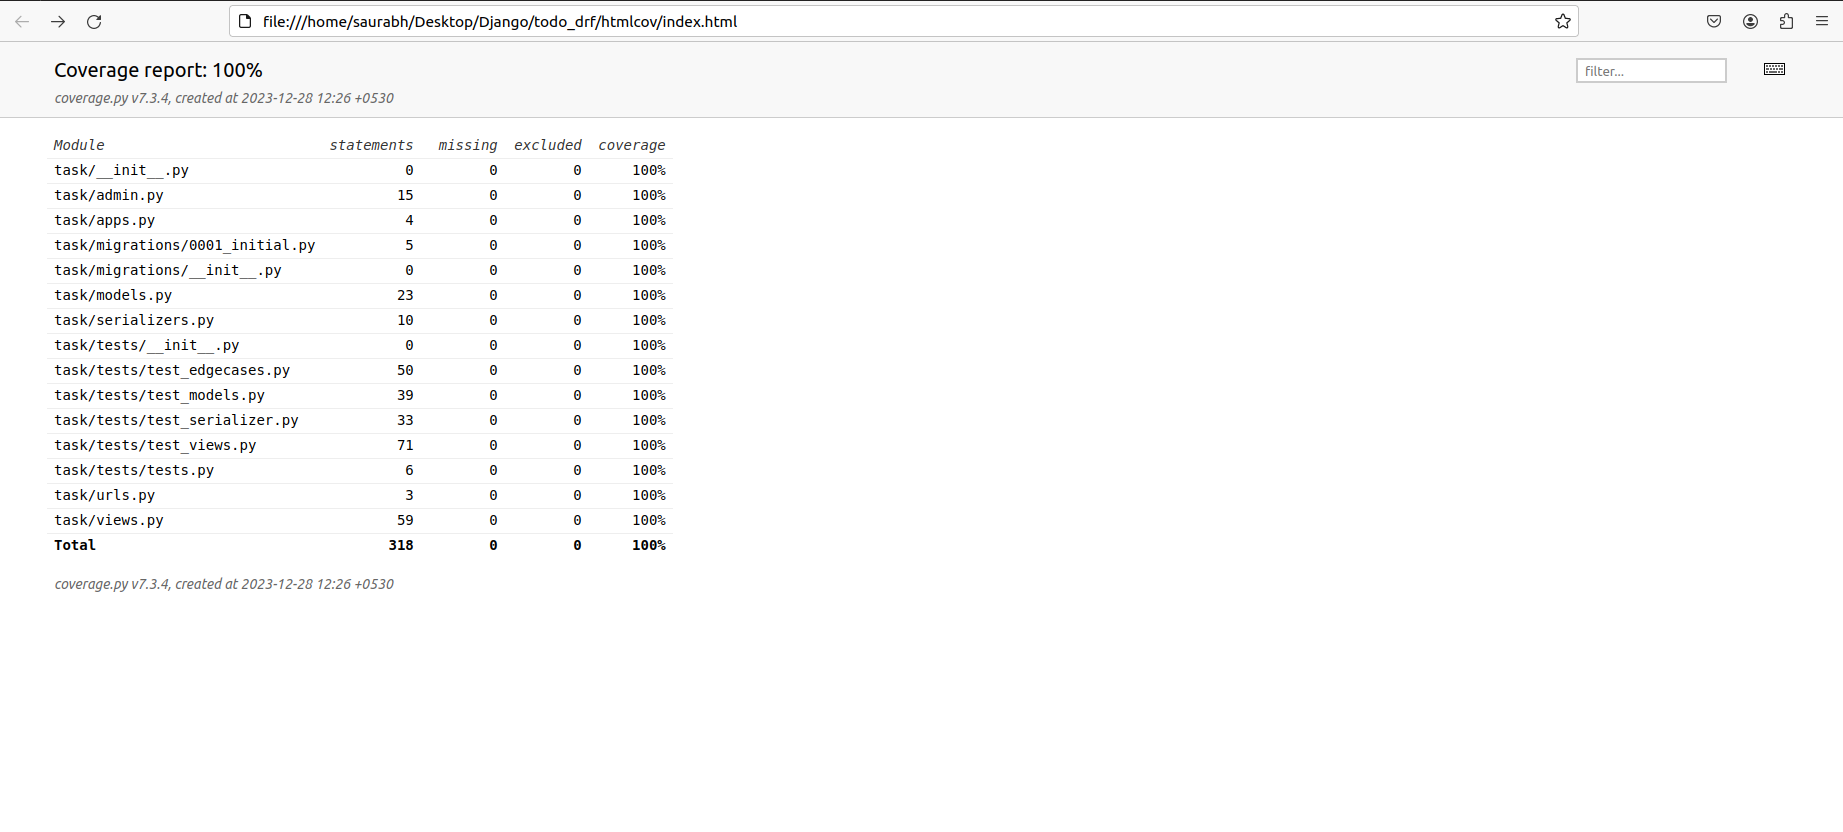 file:///home/saurabh/Desktop/Django/todo_drf/htmlcov/index.html
Coverage report: 100%
filter...
coverage.py v7.3.4, created at 2023-12-28 12:26 +0530
Module statements missing excluded coverage
task/__init__.py 0 0 0 100%
task/admin.py 15 0 0 100%
task/apps.py 4 0 0 100%
task/migrations/0001_initial.py 5 0 0 100%
task/migrations/__init__.py 0 0 0 100%
task/models.py 23 0 0 100%
task/serializers.py 10 0 0 100%
task/tests/__init__.py 0 0 0 100%
task/tests/test_edgecases.py 50 0 0 100%
task/tests/test_models.py 39 0 0 100%
task/tests/test_serializer.py 33 0 0 100%
task/tests/test_views.py 71 0 0 100%
task/tests/tests.py 6 0 0 100%
task/urls.py 3 0 0 100%
task/views.py 59 0 0 100%
Total 318 0 0 100%
coverage.py v7.3.4, created at 2023-12-28 12:26 +0530